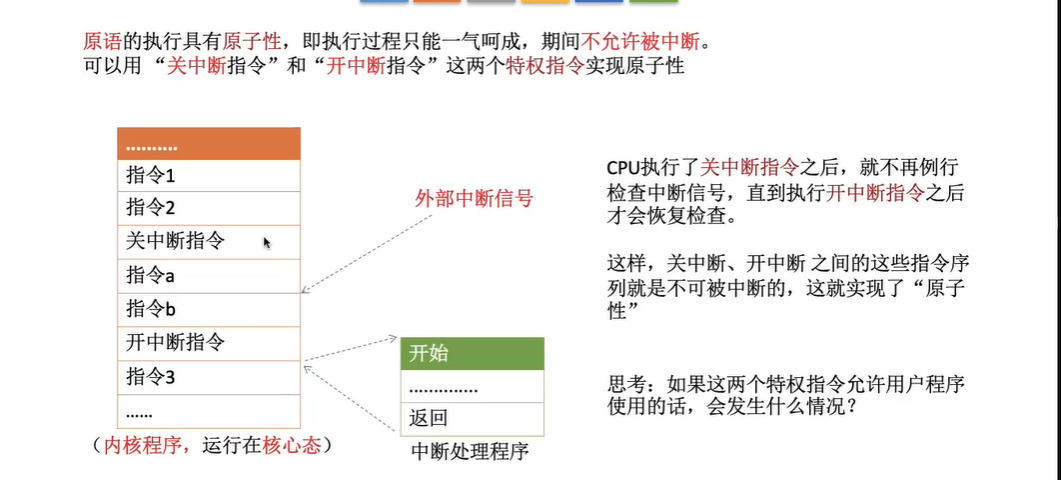 原语的执行具有原子性，即执行过程只能一气呵成，期间不允许被中断。
可以用 “关中断指令”和“开中断指令”这两个特权指令实现原子性
..........
指令1
指令2
关中断指令
指令a
指令b
开中断指令
指令3
......
（内核程序，运行在核心态）
外部中断信号
开始
..............
返回
中断处理程序
CPU执行了关中断指令之后，就不再例行
检查中断信号，直到执行开中断指令之后
才会恢复检查。
这样，关中断、开中断 之间的这些指令序
列就是不可被中断的，这就实现了“原子
性”
思考：如果这两个特权指令允许用户程序
使用的话，会发生什么情况？